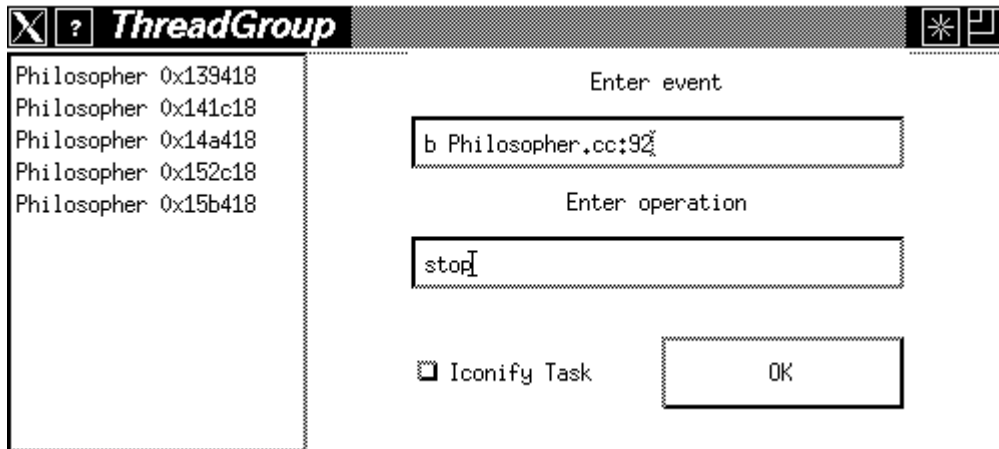 X ? ThreadGroup
Philosopher 0x139418
Philosopher 0x141c18
Philosopher 0x14a418
Philosopher 0x152c18
Philosopher 0x15b418
Enter event
b Philosopher.cc:92
Enter operation
stop
Iconify Task
OK